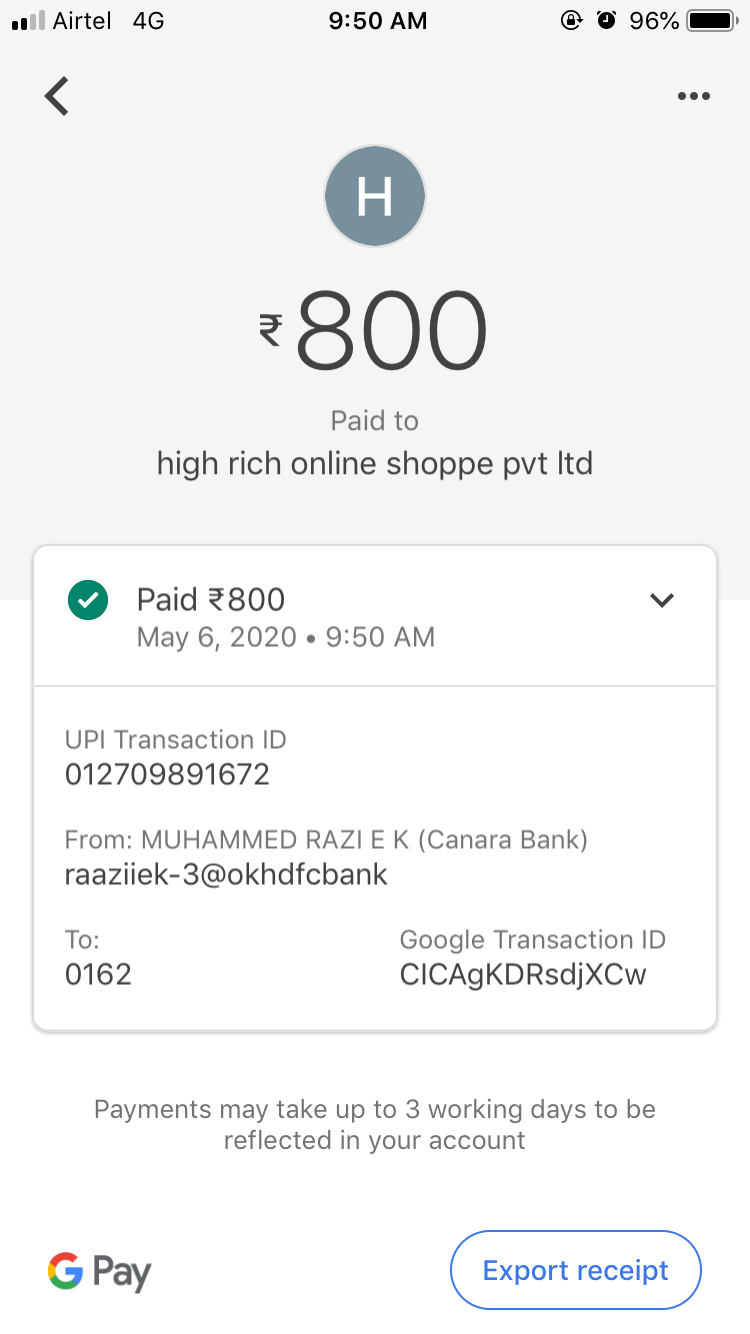 Airtel 4G 9:50 AM 96%
H
₹800
Paid to
high rich online shoppe pvt ltd
Paid ₹800
May 6, 2020 • 9:50 AM
UPI Transaction ID
012709891672
From: MUHAMMED RAZI E K (Canara Bank)
raaziiek-3@okhdfcbank
To: Google Transaction ID
0162 CICAgKDRsdjXCw
Payments may take up to 3 working days to be
reflected in your account
G Pay Export receipt